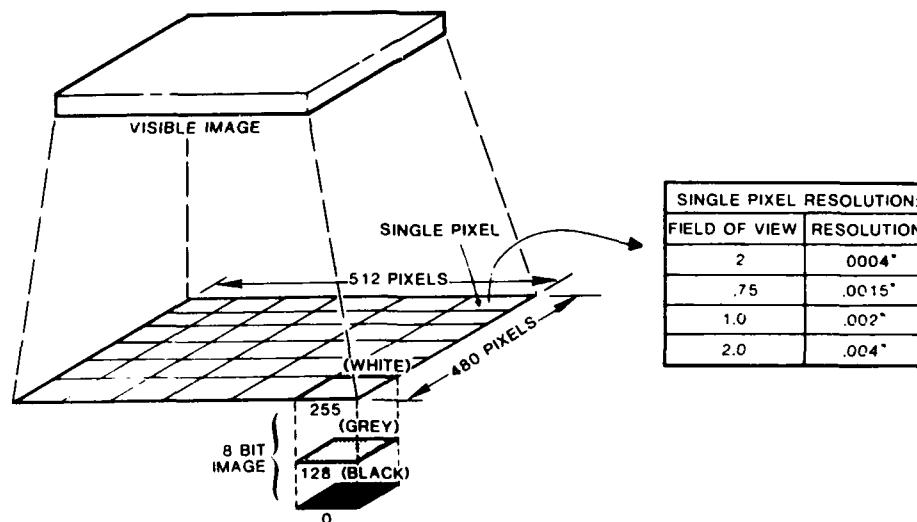 VISIBLE IMAGE
SINGLE PIXEL
512 PIXELS
480 PIXELS
(WHITE)
255
(GREY)
8 BIT
IMAGE
128 (BLACK)
0
SINGLE PIXEL RESOLUTION:
FIELD OF VIEW RESOLUTION
2 .0004"
.75 .0015"
1.0 .002"
2.0 .004"